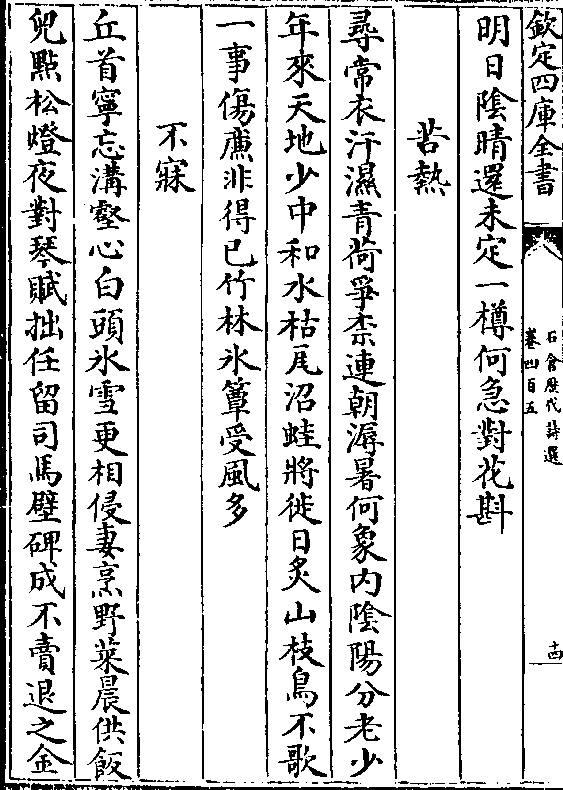 欽定四庫全書
石倉歷代詩選
卷四百五
十四
明日陰晴還未定一樽何急對花斟
苦熱
尋常衣汗濕青荷爭柰連朝溽暑何象内陰陽分老少
年來天地少中和水枯瓦沼蛙將徙日炙山枝鳥不歌
一事傷廉非得已竹林氷簟受風多
不寐
丘首寧忘溝壑心白頭氷雪更相侵妻烹野菜晨供飯
兒點松燈夜對琴賦拙任留司馬壁碑成不賣退之金